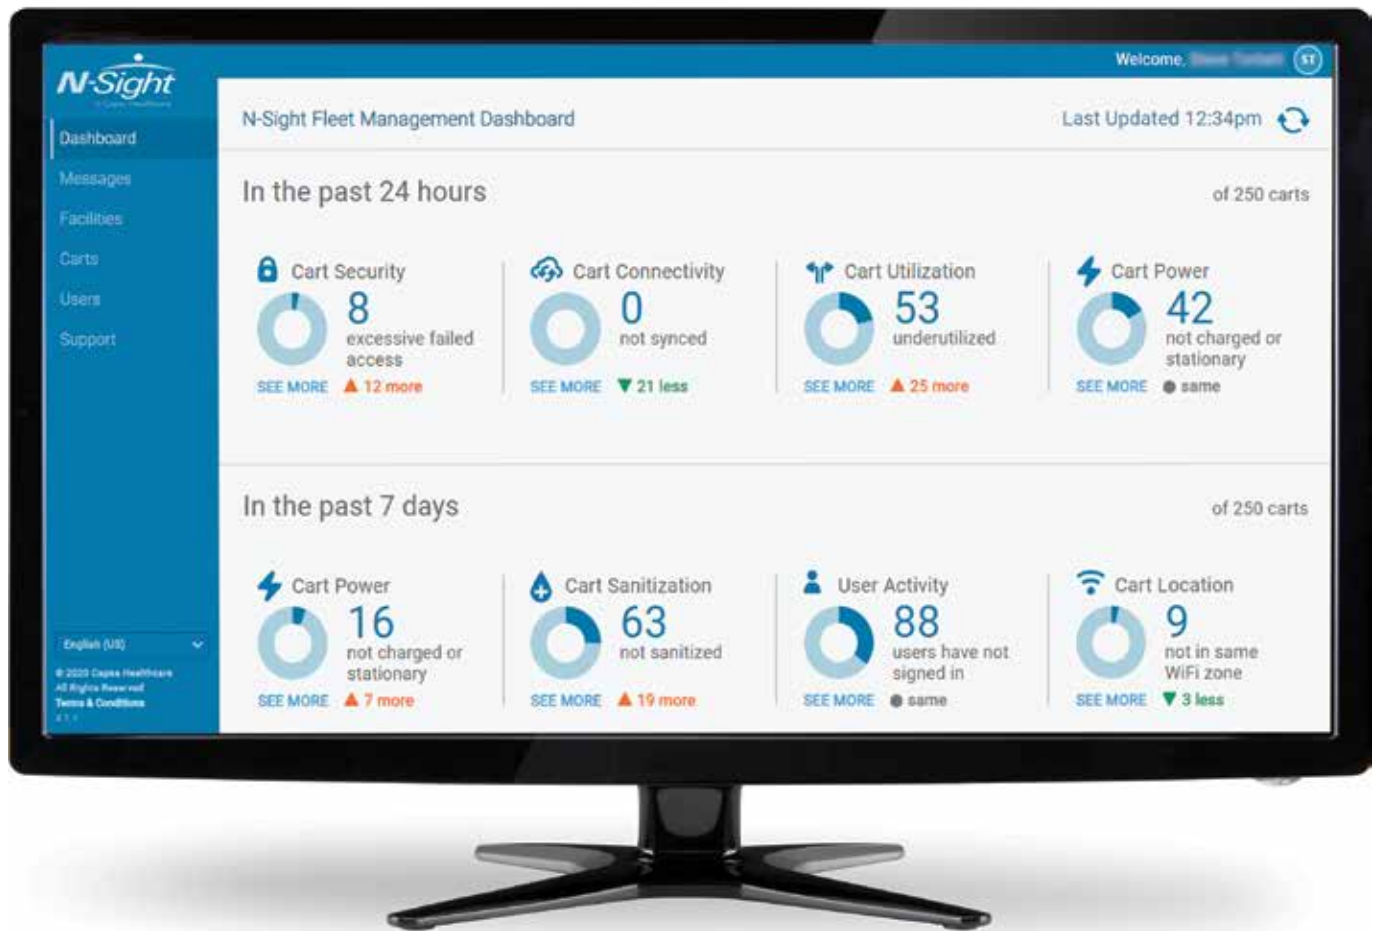 N-Sight
Welcome,
ST
N-Sight Fleet Management Dashboard
Last Updated 12:34pm
Dashboard
Messages
Facilities
Carts
Users
Support
In the past 24 hours
of 250 carts
Cart Security
8
excessive failed
access
SEE MORE ▲ 12 more
Cart Connectivity
0
not synced
SEE MORE ▼ 21 less
Cart Utilization
53
underutilized
SEE MORE ▲ 25 more
Cart Power
42
not charged or
stationary
SEE MORE ● same
In the past 7 days
of 250 carts
Cart Power
16
not charged or
stationary
SEE MORE ▲ 7 more
Cart Sanitization
63
not sanitized
SEE MORE ▲ 19 more
User Activity
88
users have not
signed in
SEE MORE ● same
Cart Location
9
not in same
WiFi zone
SEE MORE ▼ 3 less
English (US)
© 2020 Capsa Healthcare
All Rights Reserved
Terms & Conditions